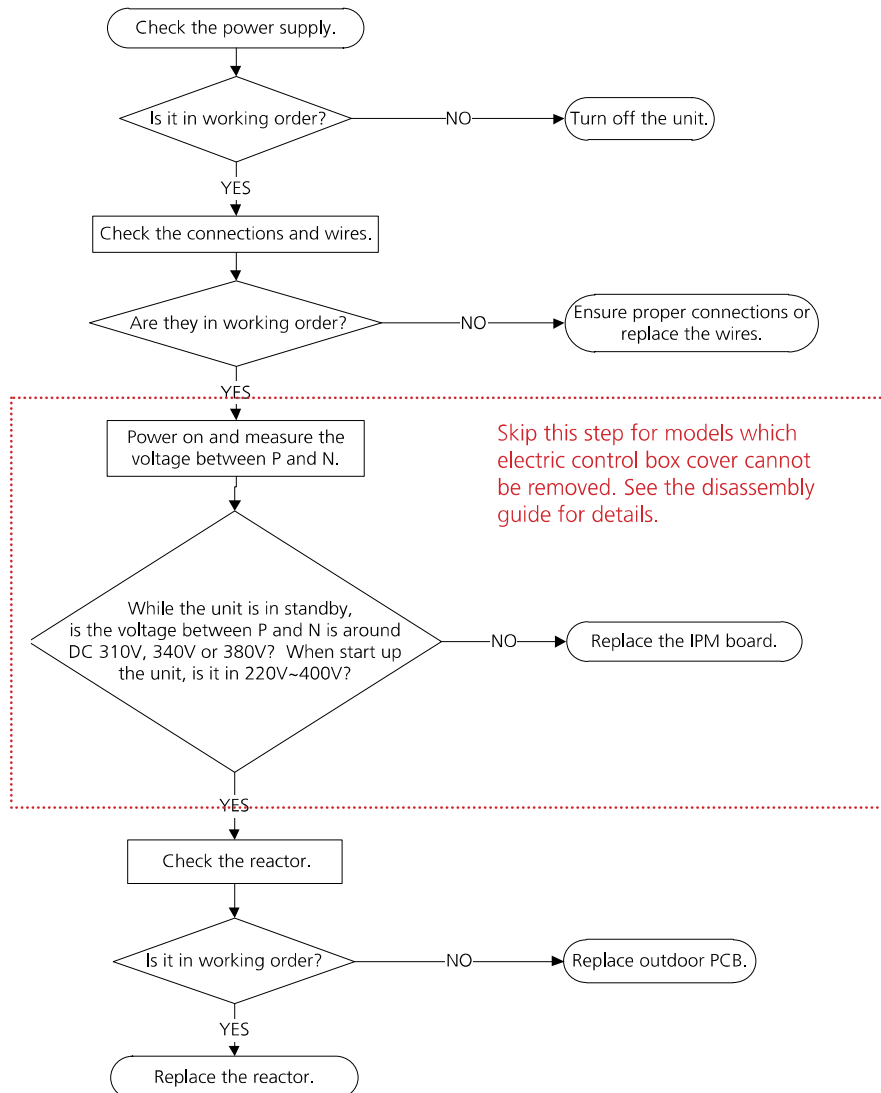 Check the power supply.
Is it in working order?
NO
Turn off the unit.
YES
Check the connections and wires.
Are they in working order?
NO
Ensure proper connections or
replace the wires.
YES
Power on and measure the
voltage between P and N.
Skip this step for models which
electric control box cover cannot
be removed. See the disassembly
guide for details.
While the unit is in standby,
is the voltage between P and N is around
DC 310V, 340V or 380V? When start up
the unit, is it in 220V~400V?
NO
Replace the IPM board.
YES
Check the reactor.
Is it in working order?
NO
Replace outdoor PCB.
YES
Replace the reactor.